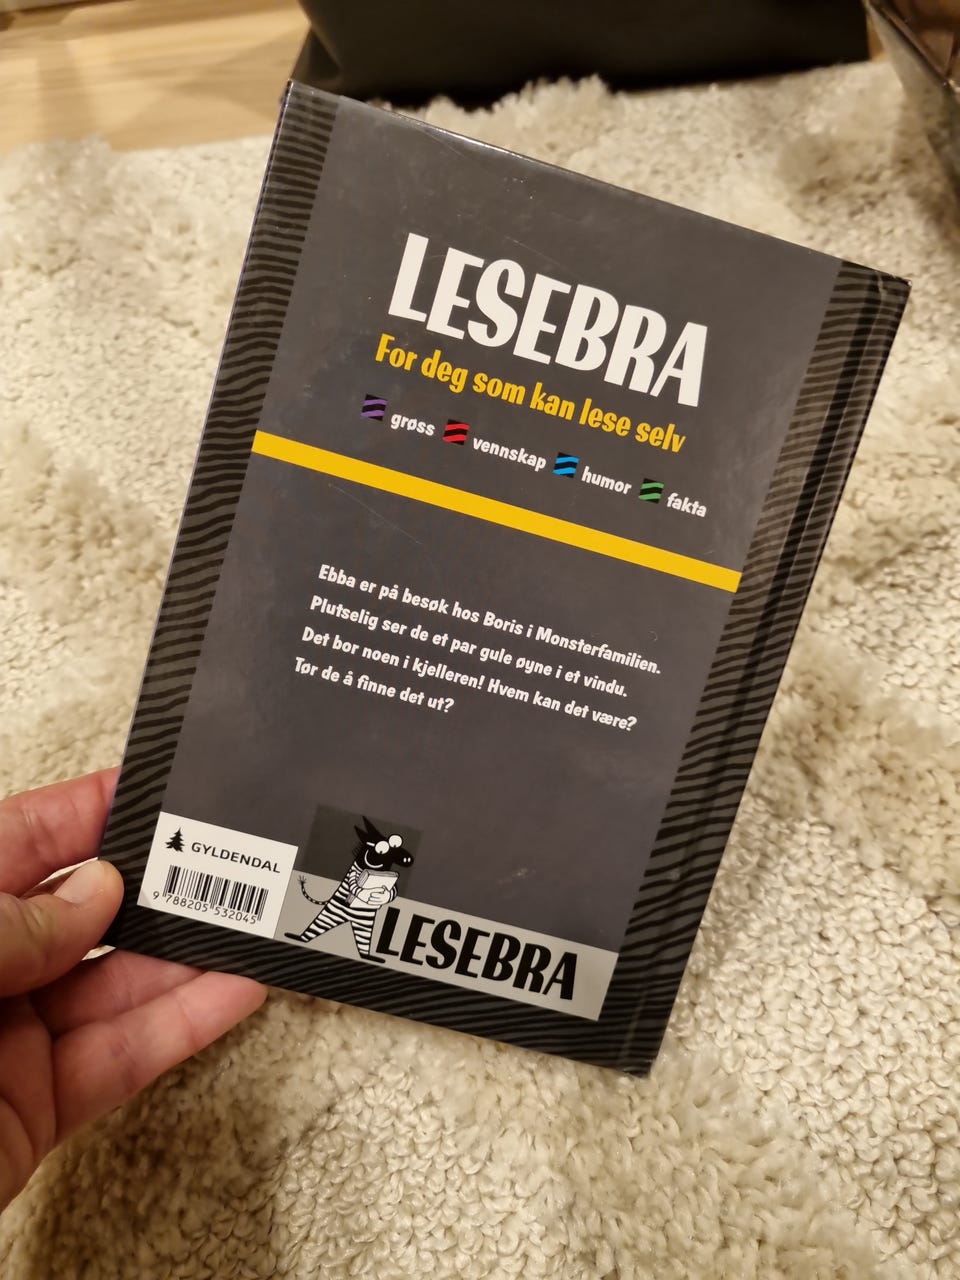 LESEBRA
For deg som kan lese selv
grøss vennskap humor fakta
Ebba er på besøk hos Boris i Monsterfamilien.
Plutselig ser de et par gule øyne i et vindu.
Det bor noen i kjelleren! Hvem kan det være?
Tør de å finne det ut?
GYLDENDAL
9 788205 532045
LESEBRA